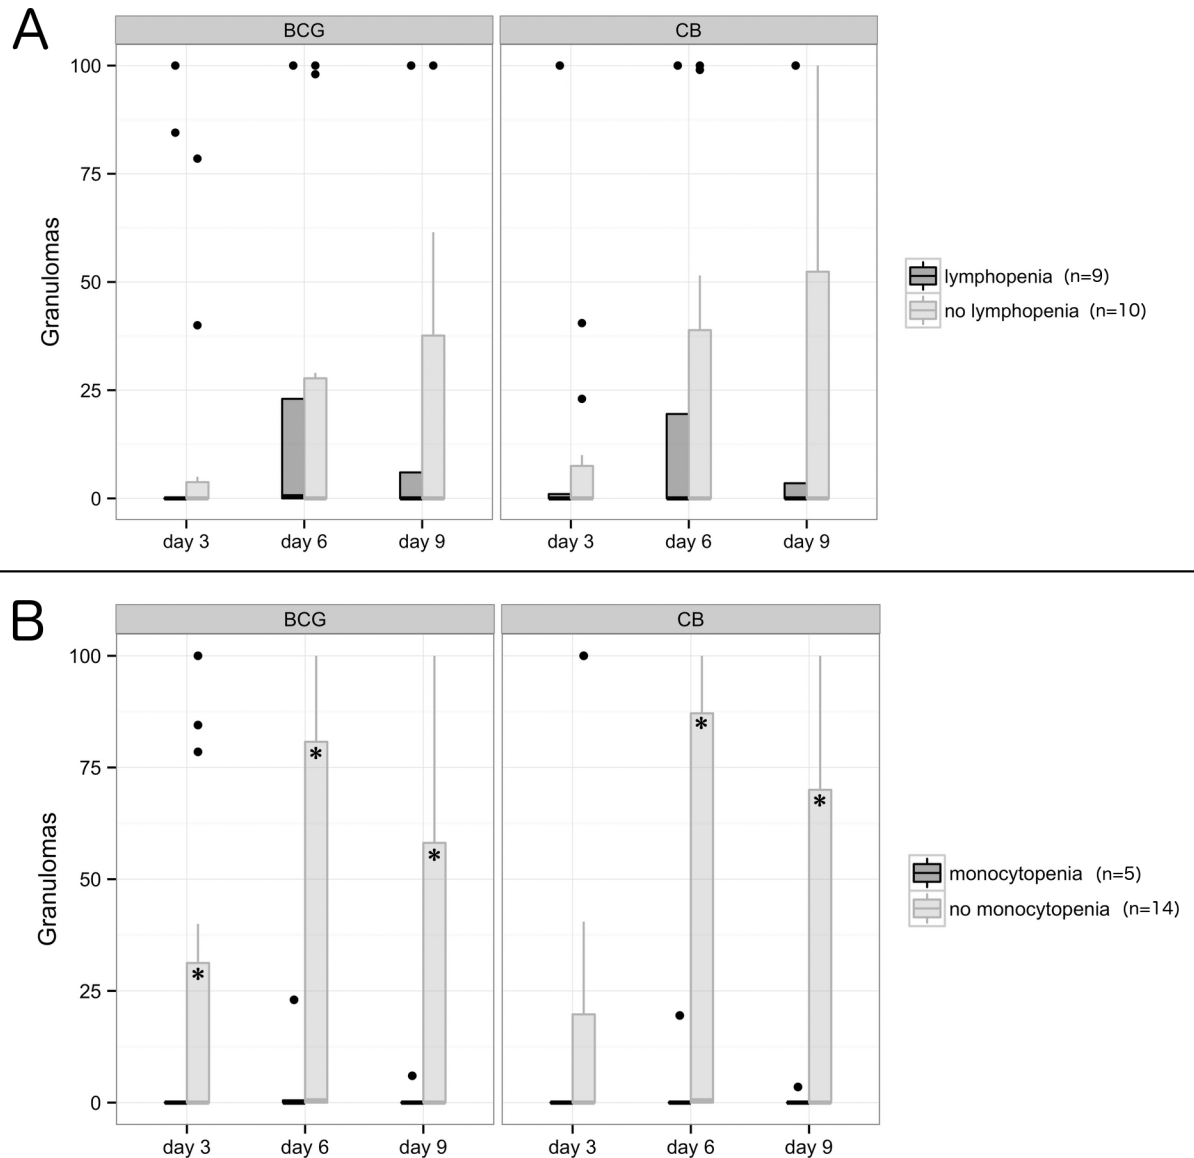 A
BCG CB
100
75
50
25
0
Granulomas
day 3 day 6 day 9 day 3 day 6 day 9
lymphopenia (n=9)
no lymphopenia (n=10)
B
BCG CB
100
75
50
25
0
Granulomas
* * * * *
day 3 day 6 day 9 day 3 day 6 day 9
monocytopenia (n=5)
no monocytopenia (n=14)